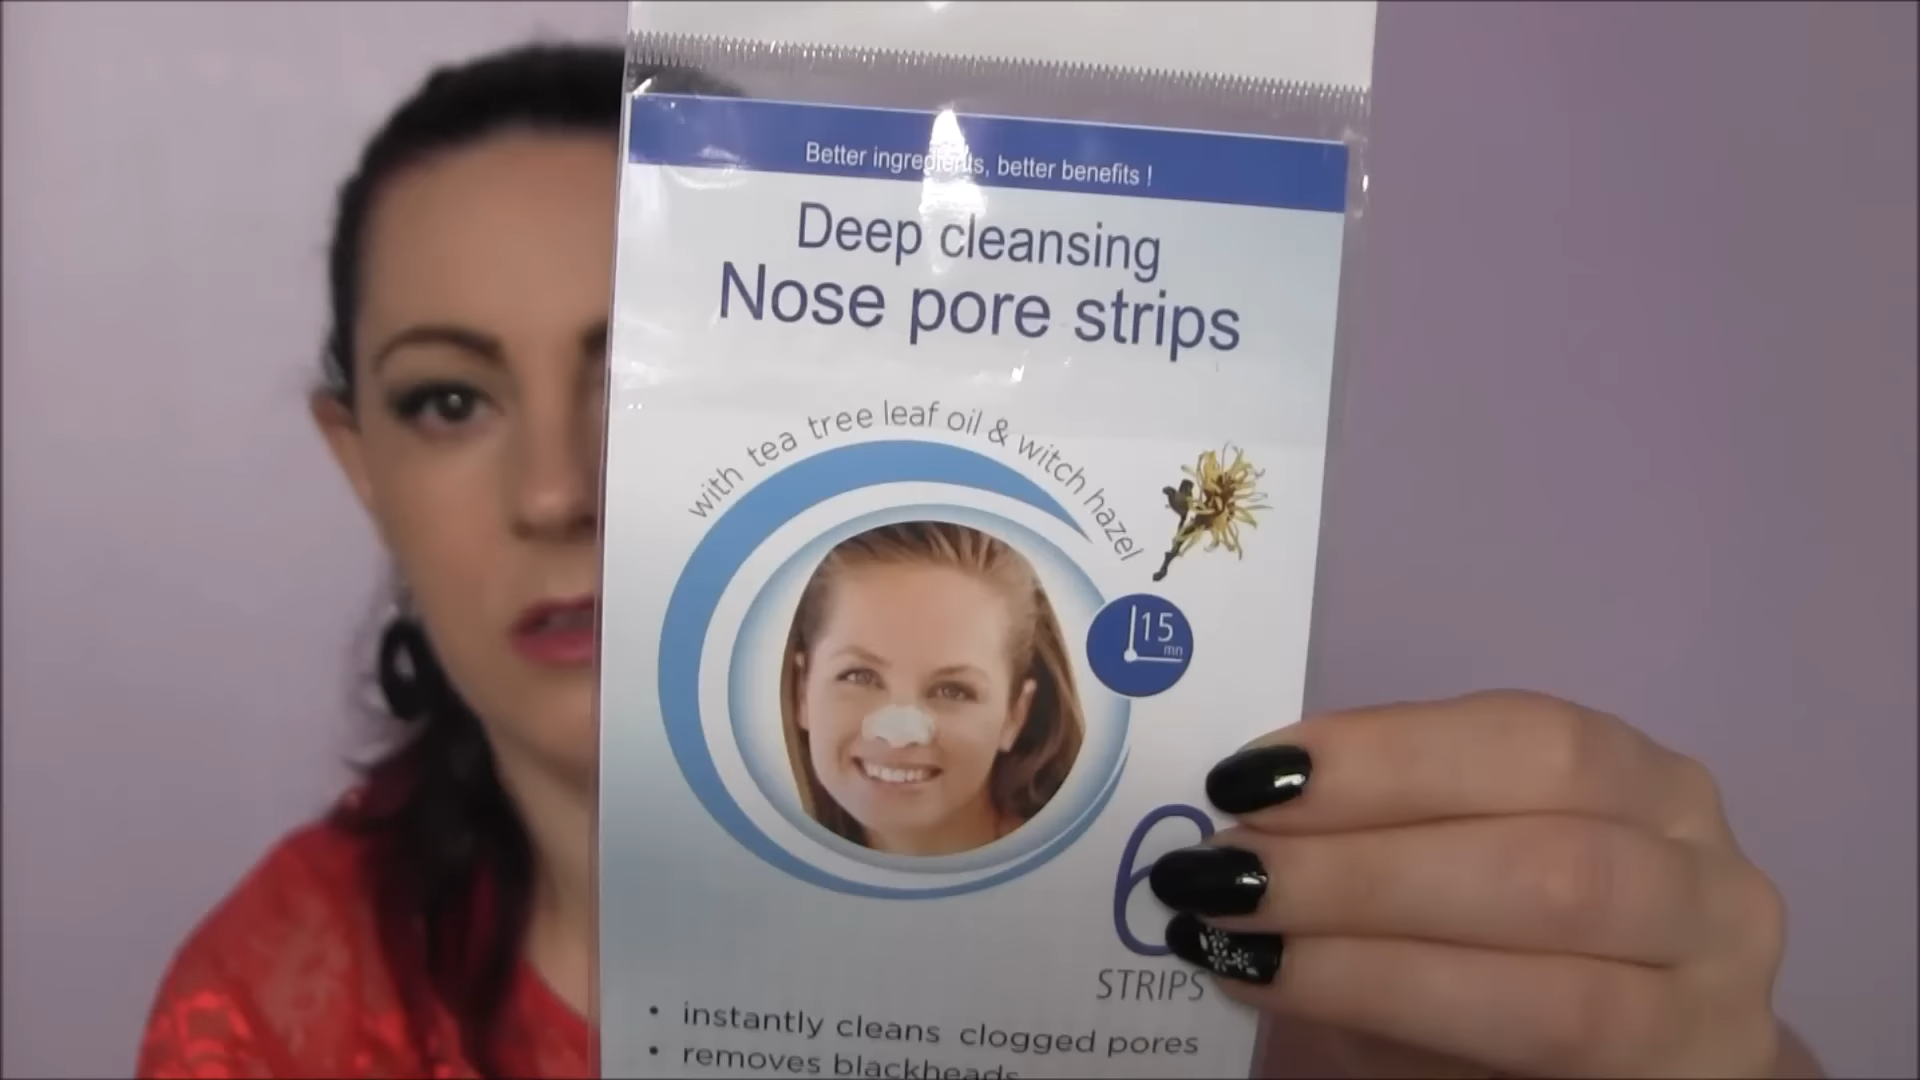 Better ingredients, better benefits !
Deep cleansing
Nose pore strips
with tea tree leaf oil & witch hazel
15
mn
6
STRIPS
• instantly cleans clogged pores
• removes blackheads